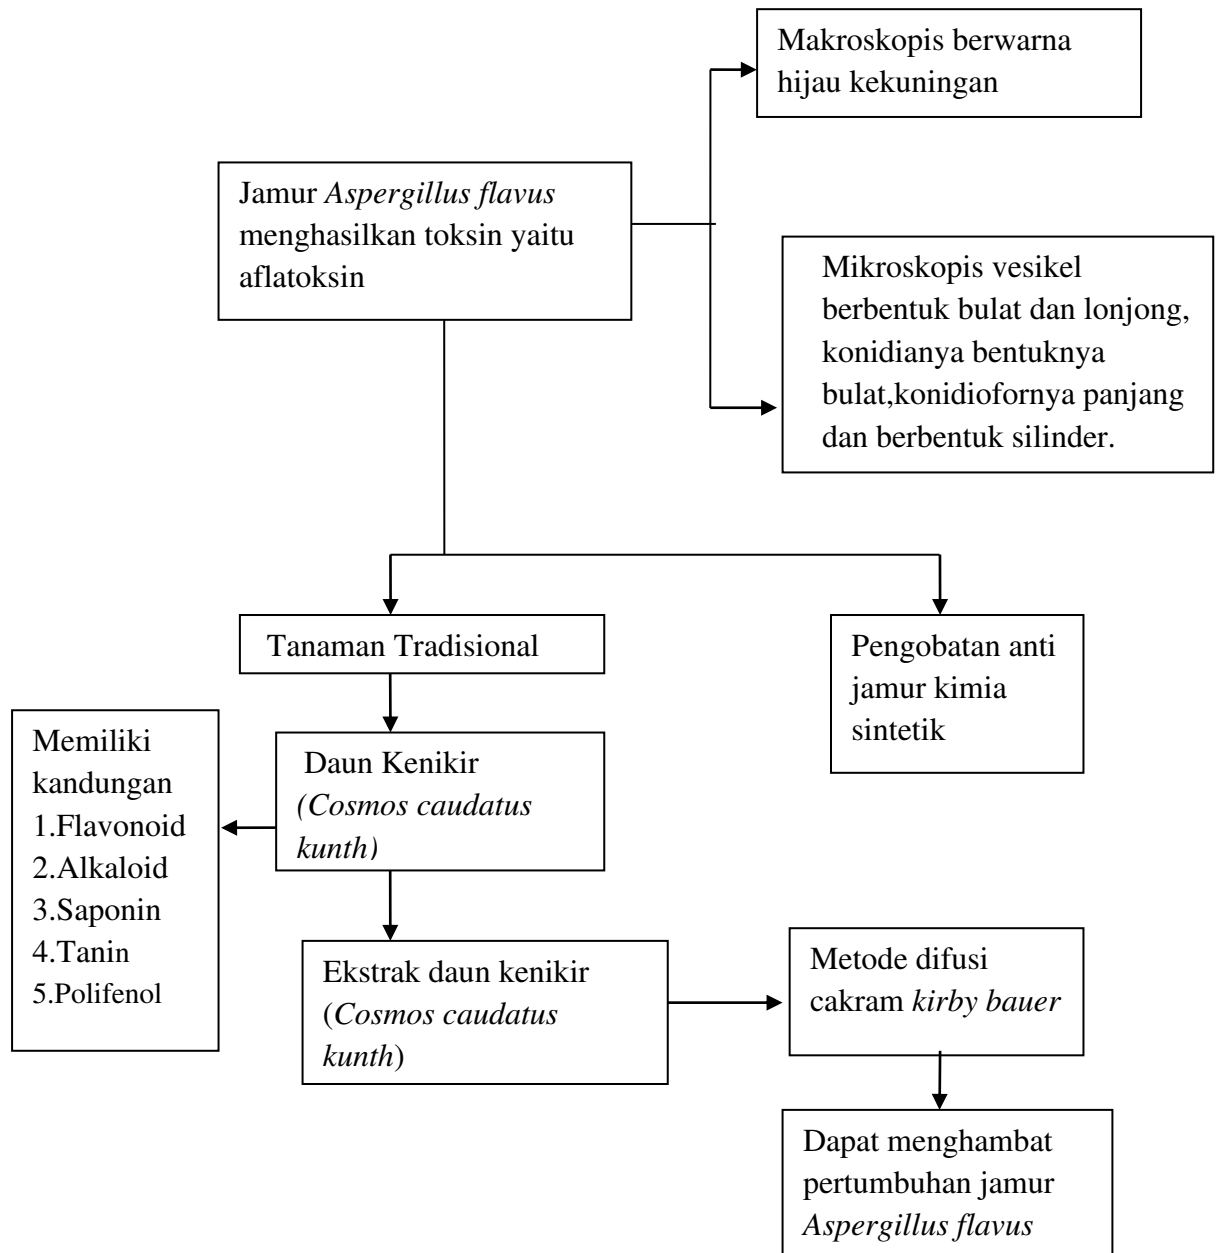 Makroskopis berwarna
hijau kekuningan
Jamur Aspergillus flavus
menghasilkan toksin yaitu
aflatoksin
Mikroskopis vesikel
berbentuk bulat dan lonjong,
konidianya bentuknya
bulat,konidiofornya panjang
dan berbentuk silinder.
Tanaman Tradisional
Pengobatan anti
jamur kimia
sintetik
Memiliki
kandungan
1.Flavonoid
2.Alkaloid
3.Saponin
4.Tanin
5.Polifenol
Daun Kenikir
(Cosmos caudatus
kunth)
Ekstrak daun kenikir
(Cosmos caudatus
kunth)
Metode difusi
cakram kirby bauer
Dapat menghambat
pertumbuhan jamur
Aspergillus flavus